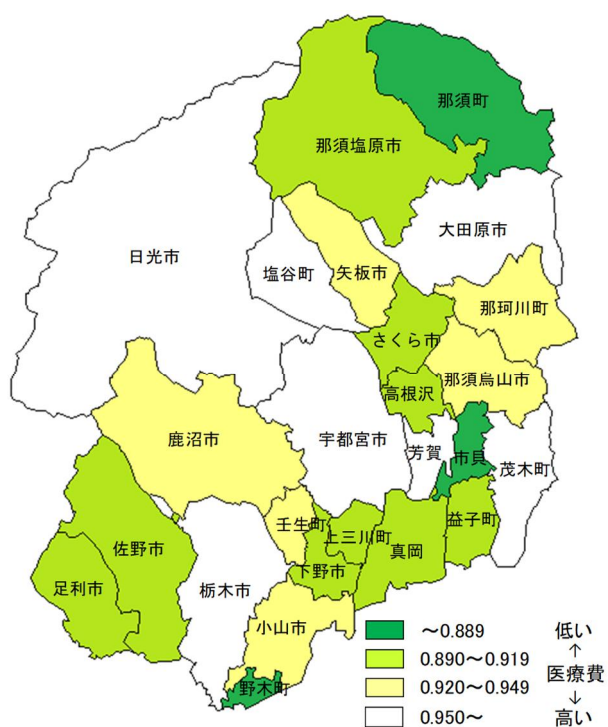 那須町
那須塩原市
大田原市
日光市
塩谷町
矢板市
那珂川町
さくら市
那須烏山市
高根沢
鹿沼市
宇都宮市
芳賀
市貝
茂木町
壬生町
上三川町
益子町
佐野市
真岡
下野市
足利市
栃木市
小山市
野木町
～0.889
低い
0.890～0.919
↑
医療費
0.920～0.949
↓
0.950～
高い